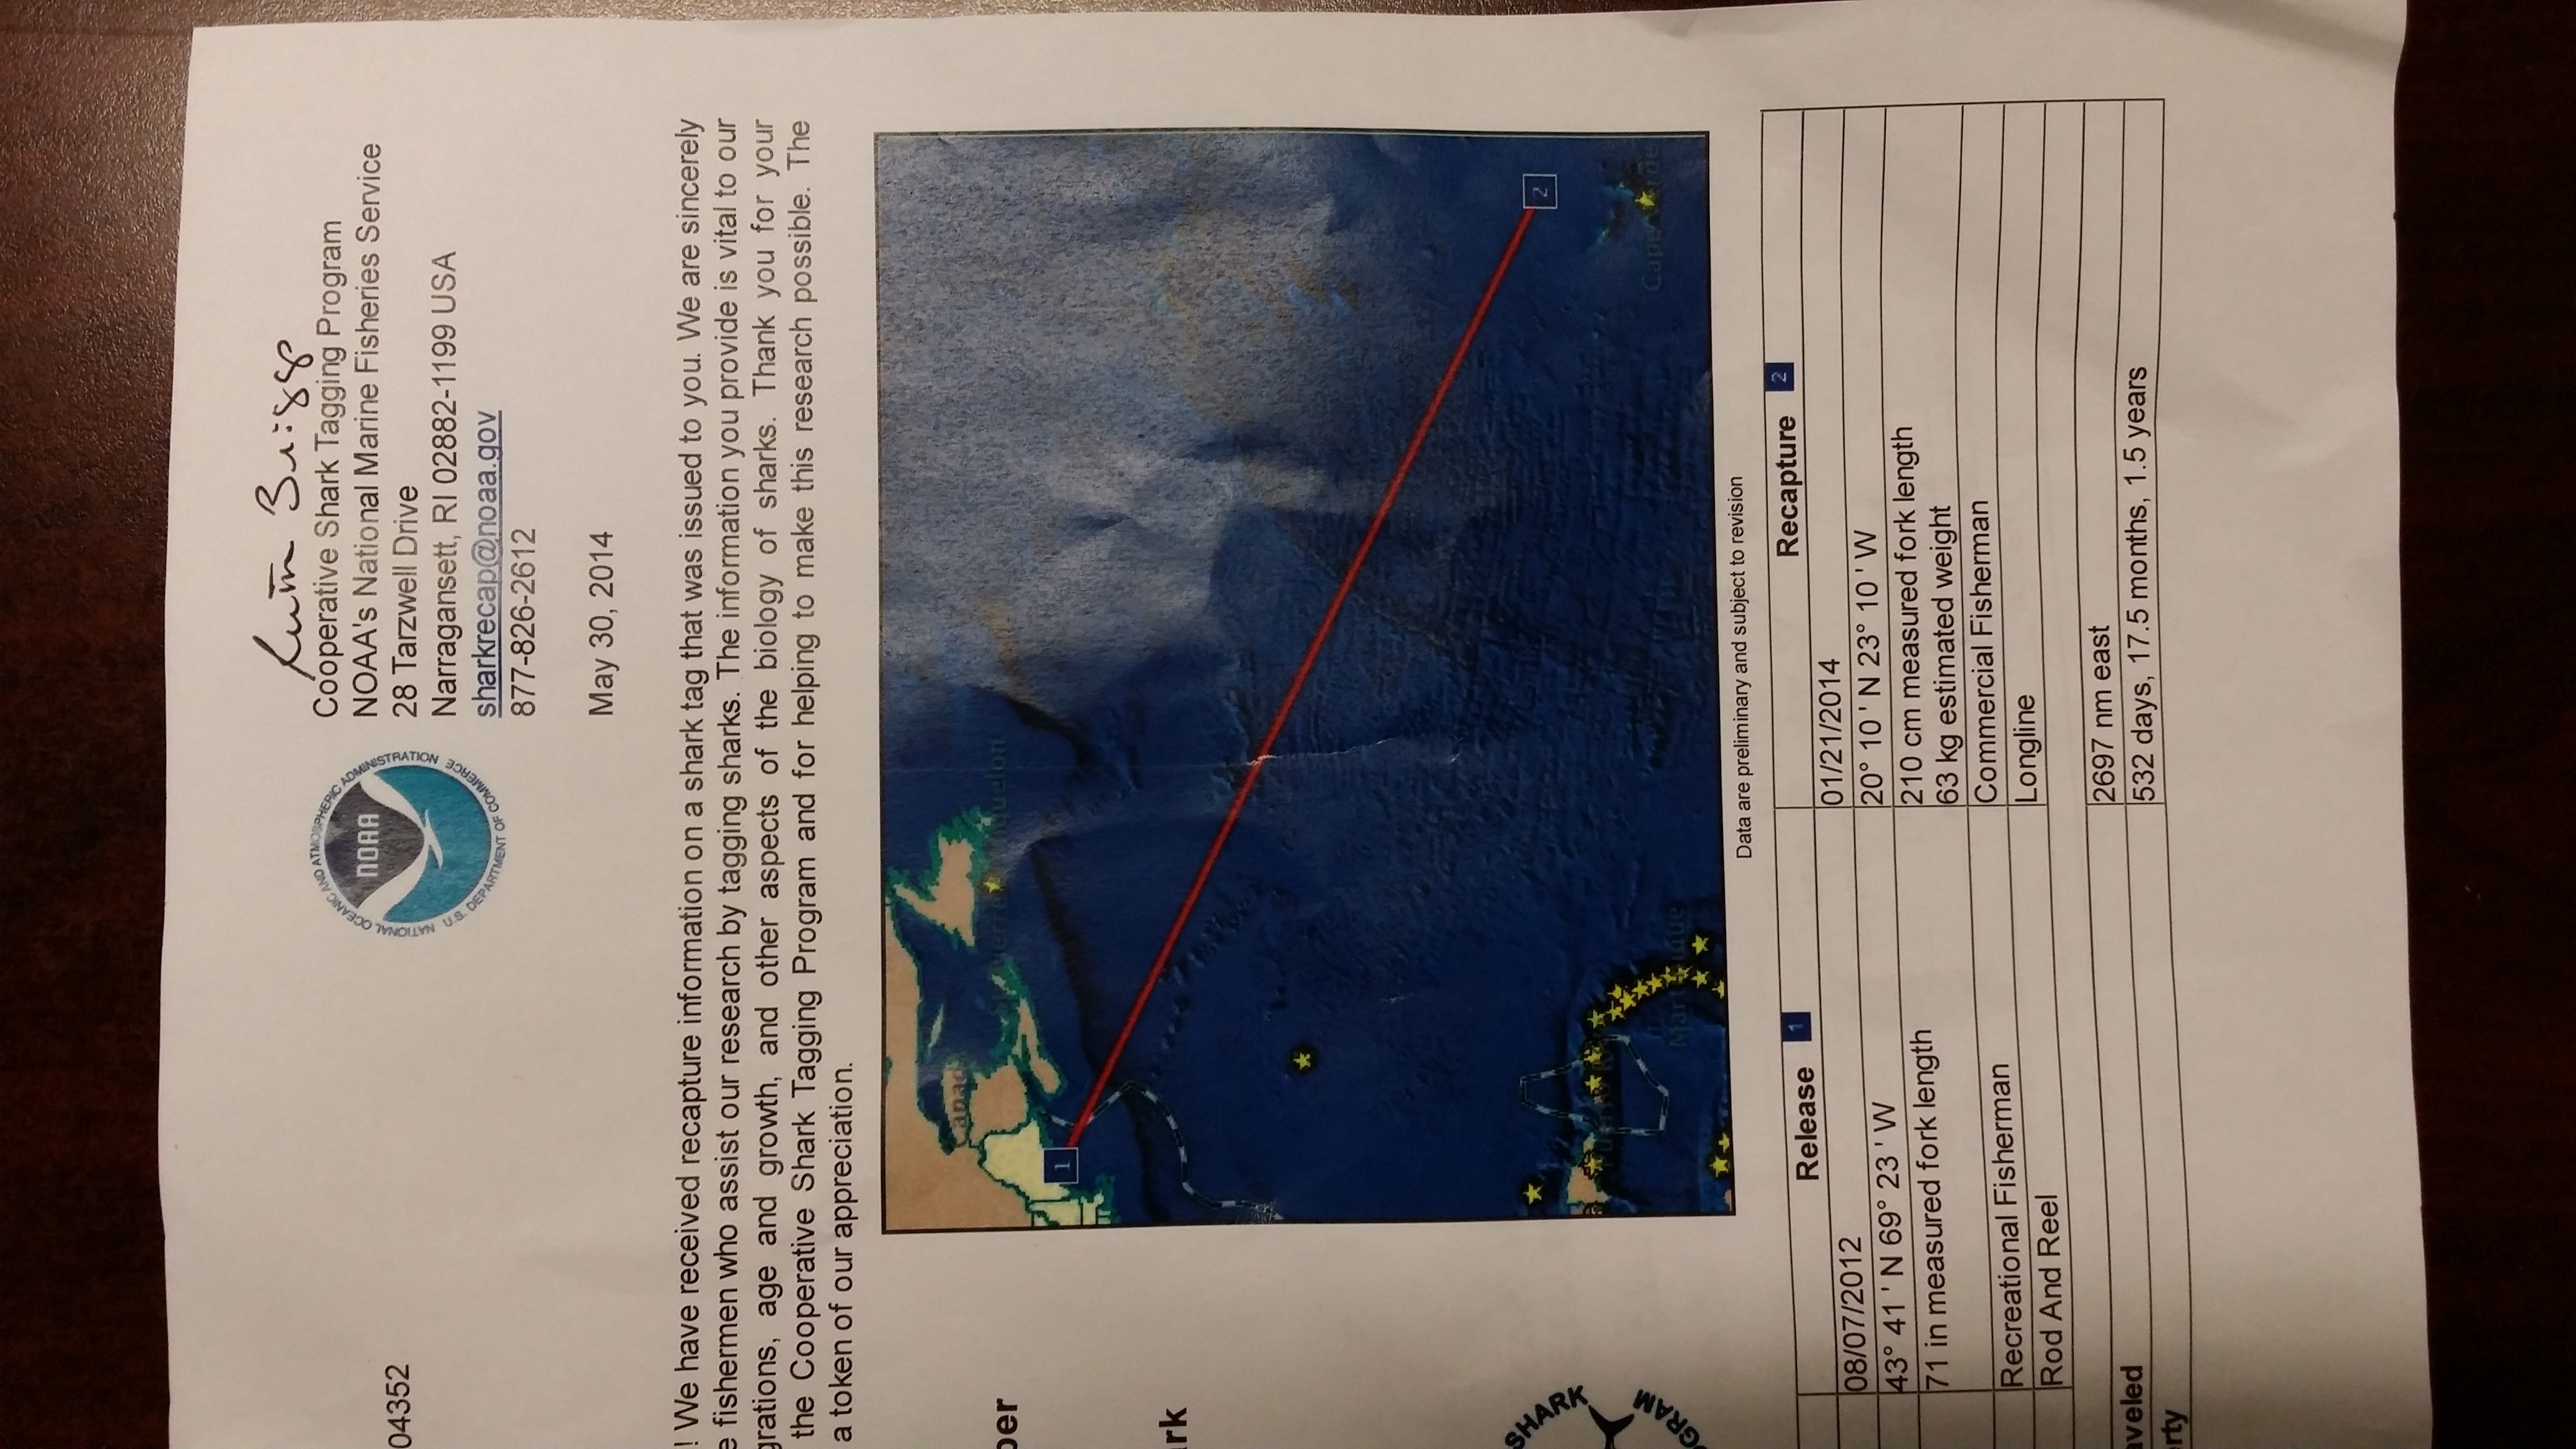 Ruth Briggs
Cooperative Shark Tagging Program
NOAA's National Marine Fisheries Service
04352
28 Tarzwell Drive
Narragansett, RI 02882-1199 USA
sharkrecap@noaa.gov
877-826-2612
NATIONAL OCEANIC AND ATMOSPHERIC ADMINISTRATION
NOAA
U.S. DEPARTMENT OF COMMERCE
May 30, 2014
! We have received recapture information on a shark tag that was issued to you. We are sincerely
e fishermen who assist our research by tagging sharks. The information you provide is vital to our
grations, age and growth, and other aspects of the biology of sharks. Thank you for your
the Cooperative Shark Tagging Program and for helping to make this research possible. The
a token of our appreciation.
Canad
1
ber
rk
2
Martinique
Cape Verde
SHARK
OGRAM
Data are preliminary and subject to revision
Release 1 Recapture 2
08/07/2012 01/21/2014
43° 41 ' N 69° 23 ' W 20° 10 ' N 23° 10 ' W
71 in measured fork length 210 cm measured fork length
63 kg estimated weight
Recreational Fisherman Commercial Fisherman
Rod And Reel Longline
aveled 2697 nm east
erty 532 days, 17.5 months, 1.5 years